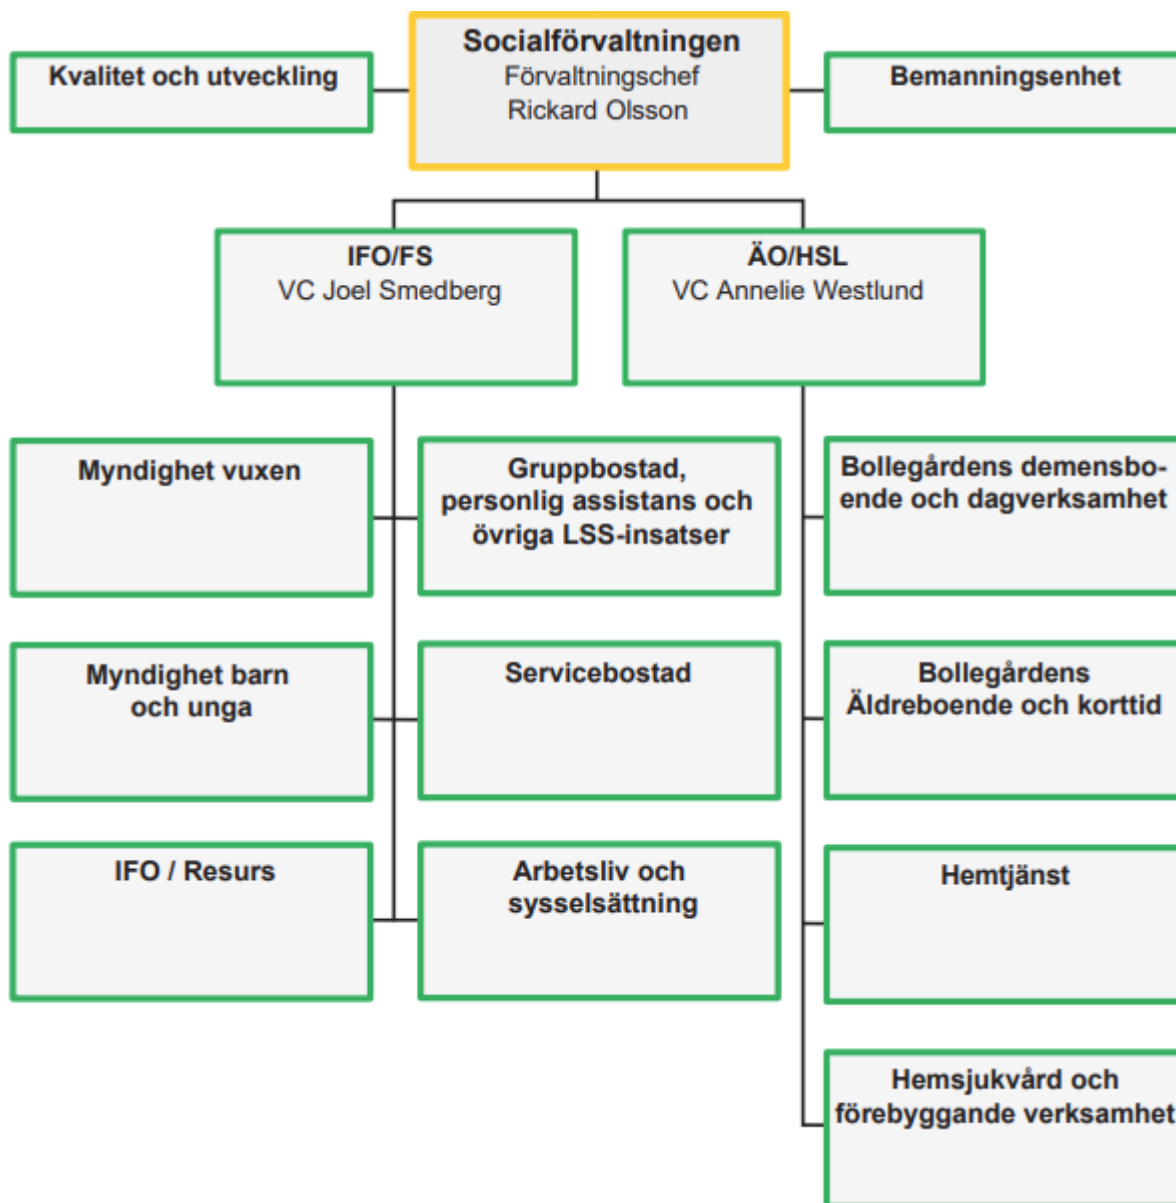 Socialförvaltningen
Förvaltningschef
Rickard Olsson
Kvalitet och utveckling
Bemanningsenhet
IFO/FS
VC Joel Smedberg
ÄO/HSL
VC Annelie Westlund
Myndighet vuxen
Gruppbostad,
personlig assistans och
övriga LSS-insatser
Bollegårdens demensbo-
ende och dagverksamhet
Myndighet barn
och unga
Servicebostad
Bollegårdens
Äldreboende och korttid
IFO / Resurs
Arbetsliv och
sysselsättning
Hemtjänst
Hemsjukvård och
förebyggande verksamhet